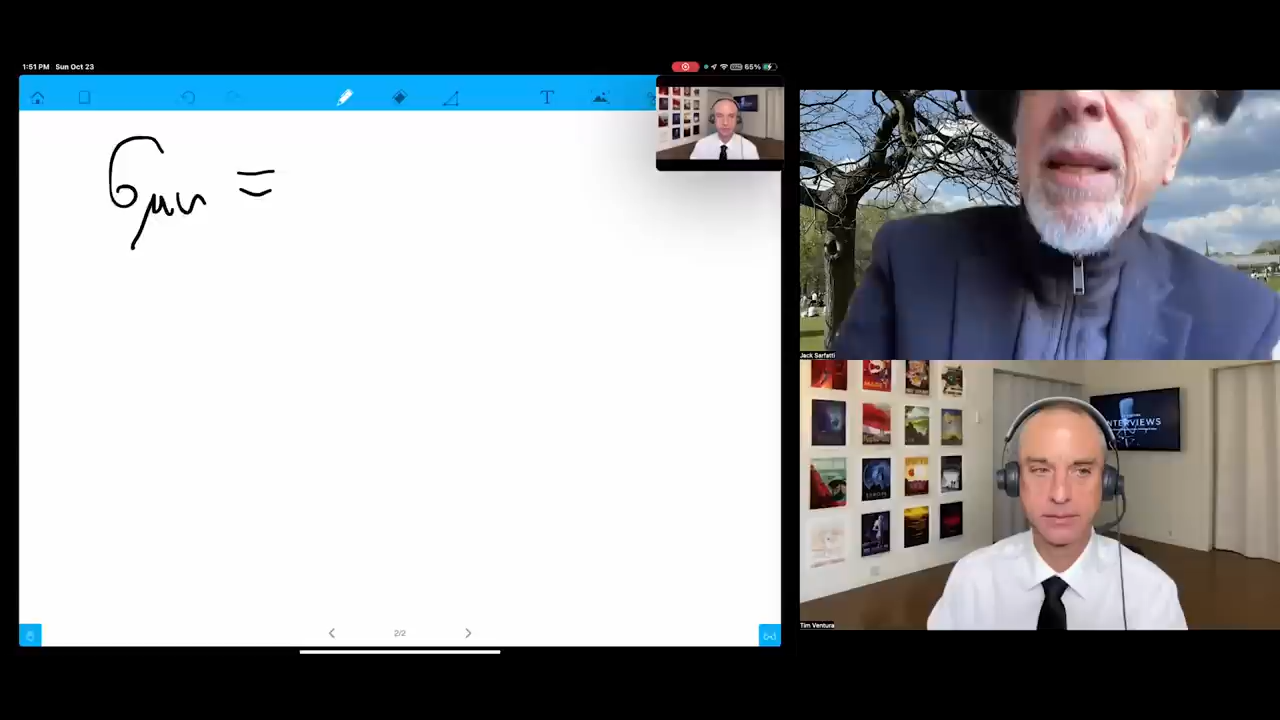 1:51 PM Sun Oct 23
65%
T
Gμν =
2/2
Jack Sarfatti
INTERVIEWS
Tim Ventura